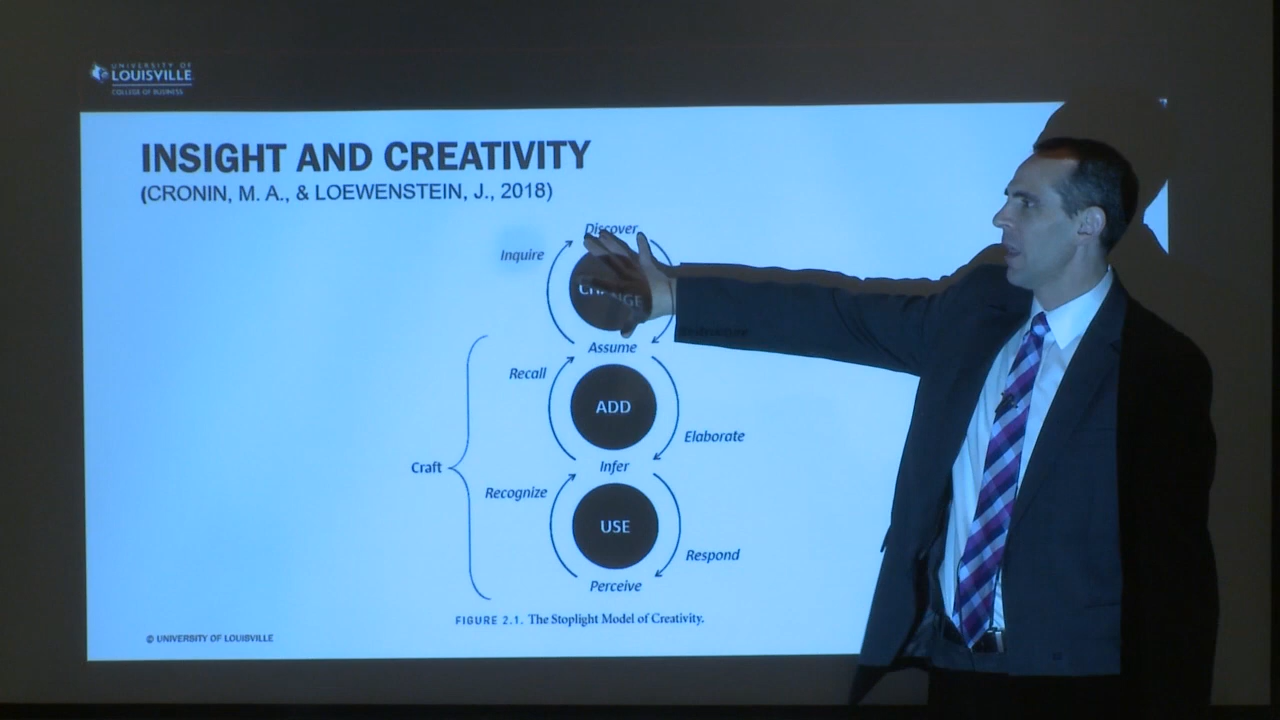 UNIVERSITY OF
LOUISVILLE
COLLEGE OF BUSINESS
INSIGHT AND CREATIVITY
(CRONIN, M. A., & LOEWENSTEIN, J., 2018)
Discover
Inquire
CHANGE
Assume
Recall
ADD
Elaborate
Infer
Craft
Recognize
USE
Respond
Perceive
FIGURE 2.1. The Stoplight Model of Creativity.
© UNIVERSITY OF LOUISVILLE